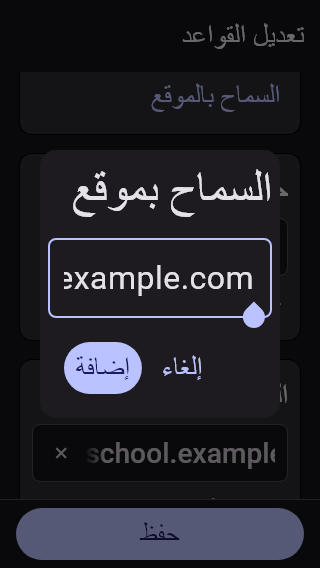 تعديل القواعد
السماح بالموقع
السماح بموقع
example.com
إلغاء
إضافة
school.example
حفظ